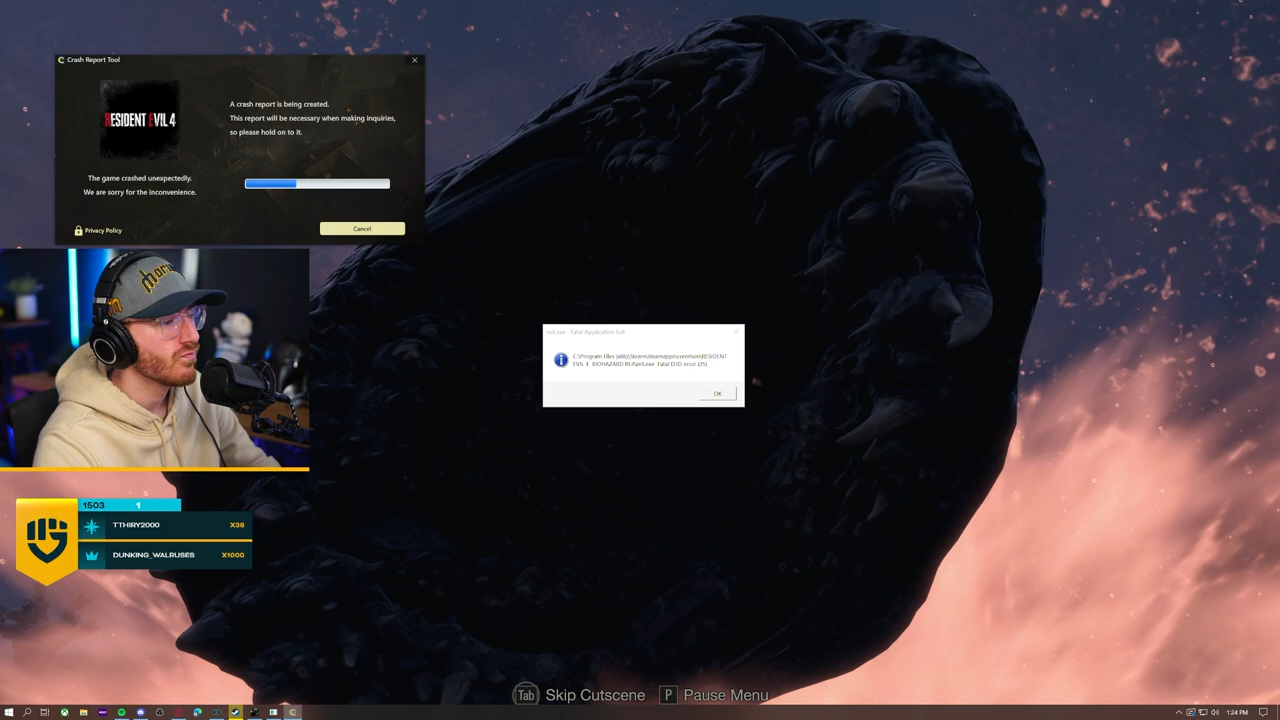 Crash Report Tool
RESIDENT EVIL 4
A crash report is being created.
This report will be necessary when making inquiries,
so please hold on to it.
The game crashed unexpectedly.
We are sorry for the inconvenience.
Privacy Policy
Cancel
re4.exe - Fatal Application Exit
C:\Program Files (x86)\Steam\steamapps\common\RESIDENT
EVIL 4 BIOHAZARD RE4\re4.exe Fatal D3D error (25)
OK
1503 1
TTHIRY2000 X38
DUNKING_WALRUSES X1000
Tab Skip Cutscene P Pause Menu
1:24 PM